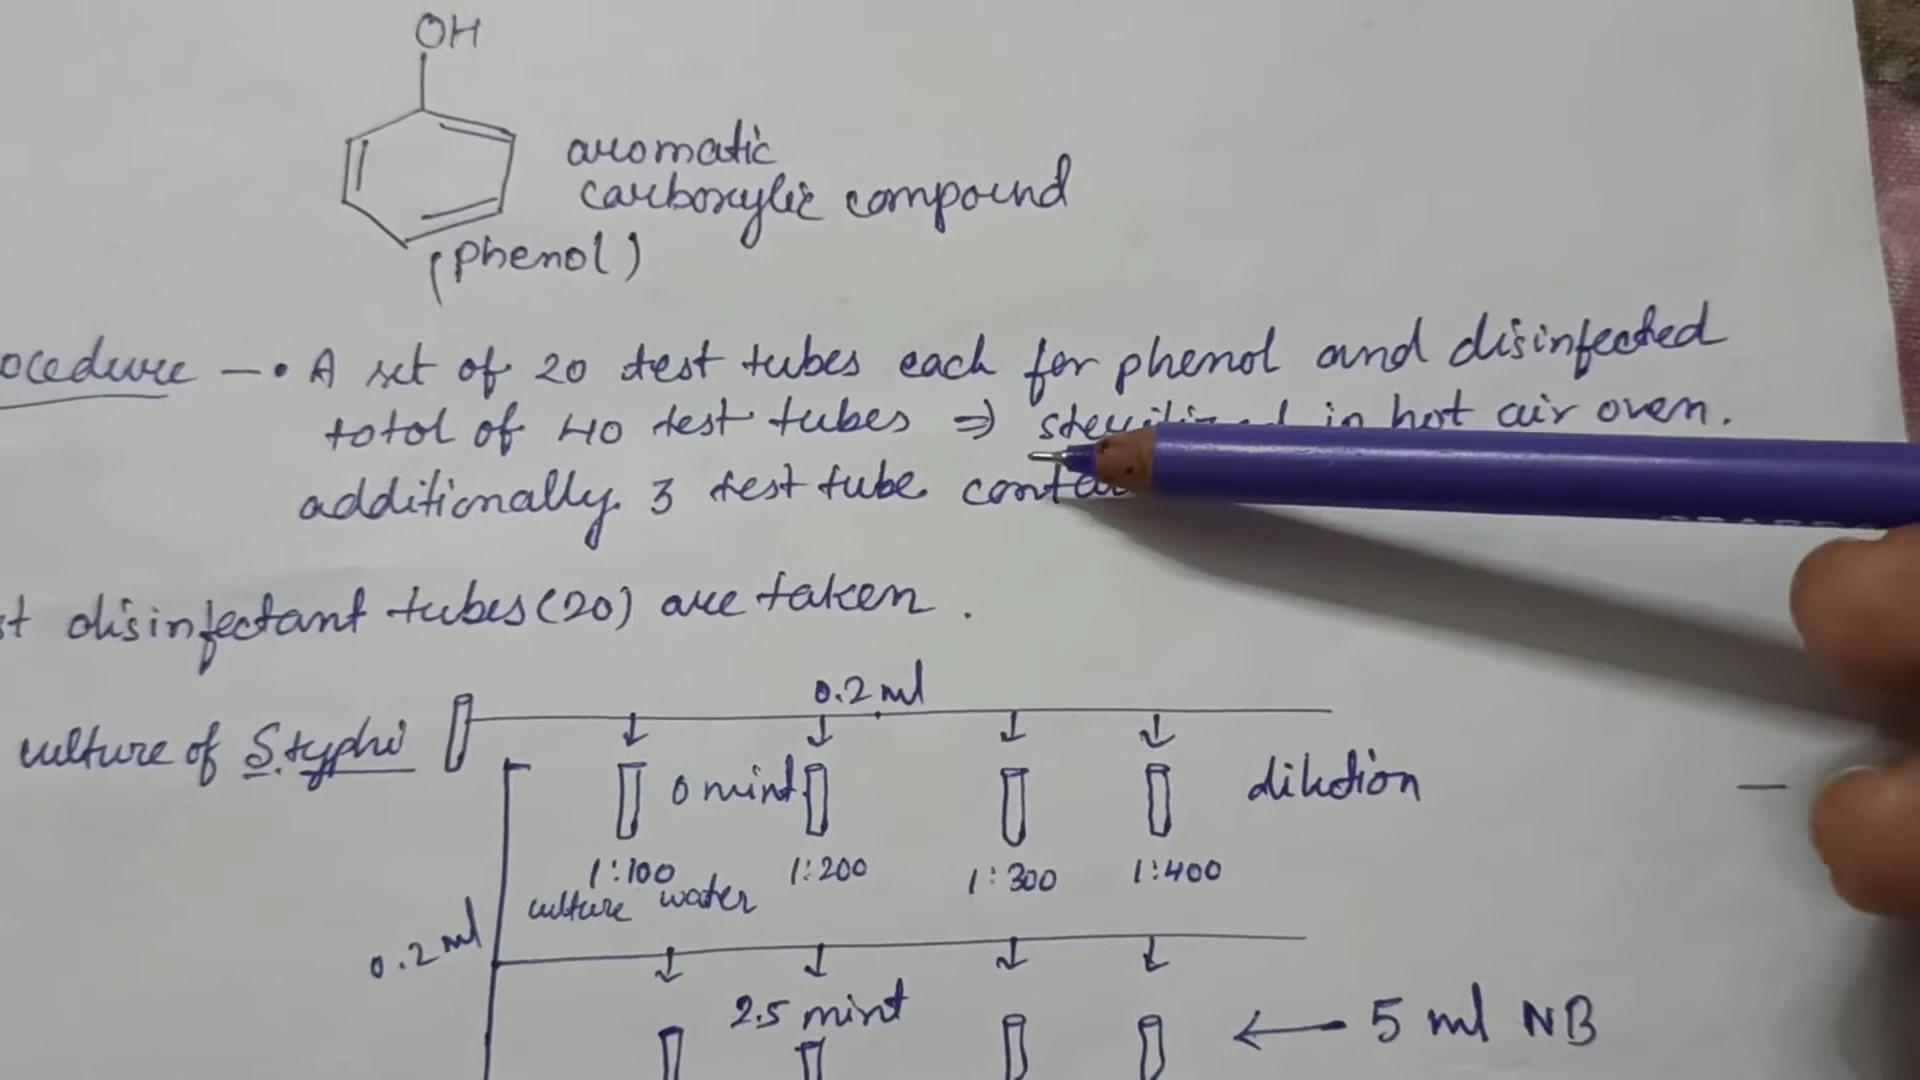 OH
aromatic
carboxylic compound
(Phenol)
ocedure —• A set of 20 test tubes each for phenol and disinfected
total of 40 test tubes ⇒ sterilized in hot air oven.
additionally. 3 test tube.
st disinfectant tubes (20) are taken.
0.2 ml
culture of S.typhi
0 mint
dilution
1:100 1:200 1:300 1:400
culture water
0.2 ml
2.5 mint
← 5 ml NB